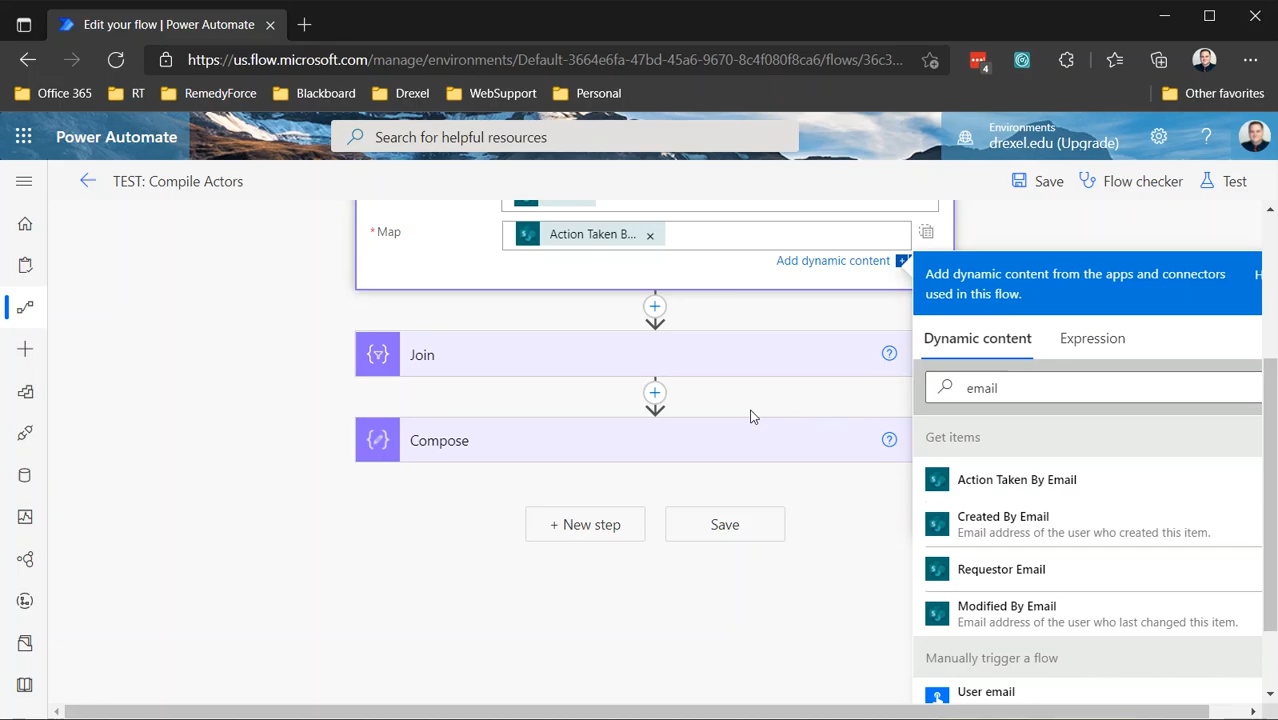 Edit your flow | Power Automate
https://us.flow.microsoft.com/manage/environments/Default-3664e6fa-47bd-45a6-9670-8c4f080f8ca6/flows/36c3...
4
Office 365
RT
RemedyForce
Blackboard
Drexel
WebSupport
Personal
Other favorites
Power Automate
Search for helpful resources
Environments
drexel.edu (Upgrade)
TEST: Compile Actors
Save
Flow checker
Test
* Map
Action Taken B...
Add dynamic content
Add dynamic content from the apps and connectors
used in this flow.
H
Dynamic content
Expression
email
Join
Compose
+ New step
Save
Get items
Action Taken By Email
Created By Email
Email address of the user who created this item.
Requestor Email
Modified By Email
Email address of the user who last changed this item.
Manually trigger a flow
User email